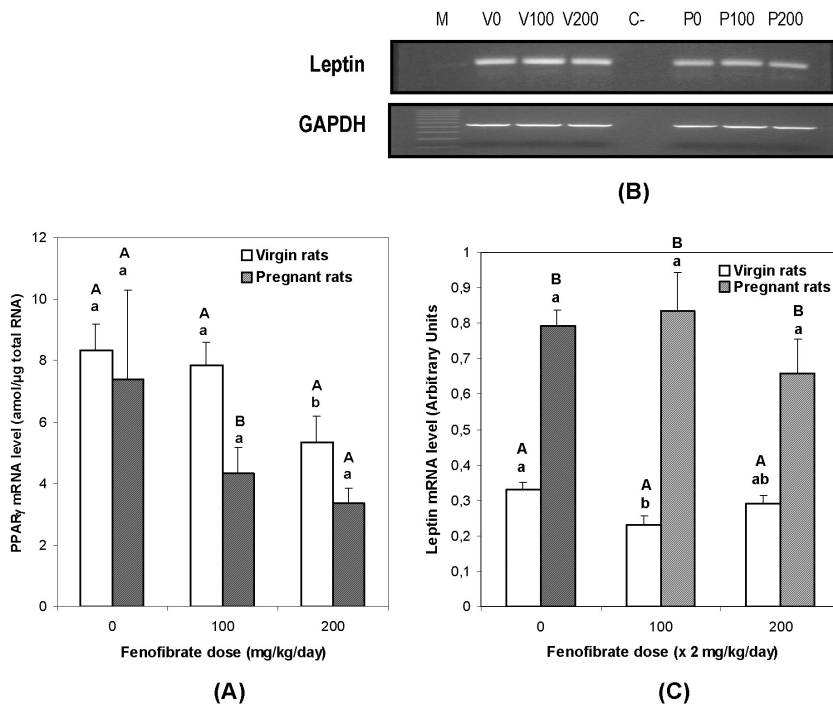 M V0 V100 V200 C- P0 P100 P200
Leptin
GAPDH
(B)
PPARγ mRNA level (amol/µg total RNA)
12
10
8
6
4
2
0
Virgin rats
Pregnant rats
A
a
A
a
A
a
B
a
A
b
A
a
0 100 200
Fenofibrate dose (mg/kg/day)
(A)
Leptin mRNA level (Arbitrary Units)
1
0,9
0,8
0,7
0,6
0,5
0,4
0,3
0,2
0,1
0
Virgin rats
Pregnant rats
A
a
B
a
A
b
B
a
A
ab
B
a
0 100 200
Fenofibrate dose (x 2 mg/kg/day)
(C)